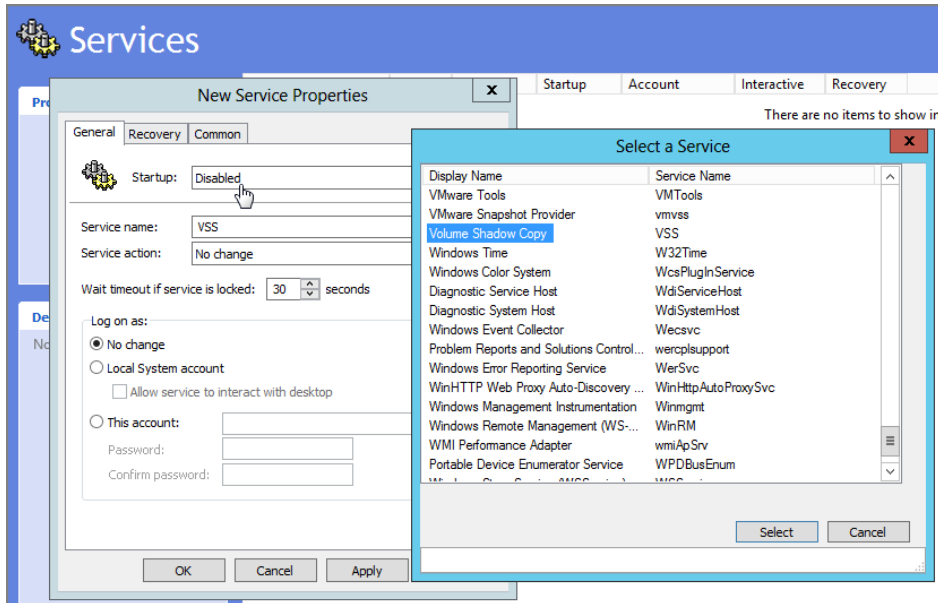 Services
Startup Account Interactive Recovery
There are no items to show in
New Service Properties
x
General Recovery Common
Startup: Disabled
Service name: VSS
Service action: No change
Wait timeout if service is locked: 30 seconds
Log on as:
No change
Local System account
Allow service to interact with desktop
This account:
Password:
Confirm password:
OK Cancel Apply
Select a Service
x
Display Name Service Name
VMware Tools VMTools
VMware Snapshot Provider vmvss
Volume Shadow Copy VSS
Windows Time W32Time
Windows Color System WcsPlugInService
Diagnostic Service Host WdiServiceHost
Diagnostic System Host WdiSystemHost
Windows Event Collector Wecsvc
Problem Reports and Solutions Control... wercplsupport
Windows Error Reporting Service WerSvc
WinHTTP Web Proxy Auto-Discovery ... WinHttpAutoProxySvc
Windows Management Instrumentation Winmgmt
Windows Remote Management (WS-... WinRM
WMI Performance Adapter wmiApSrv
Portable Device Enumerator Service WPDBusEnum
Select Cancel